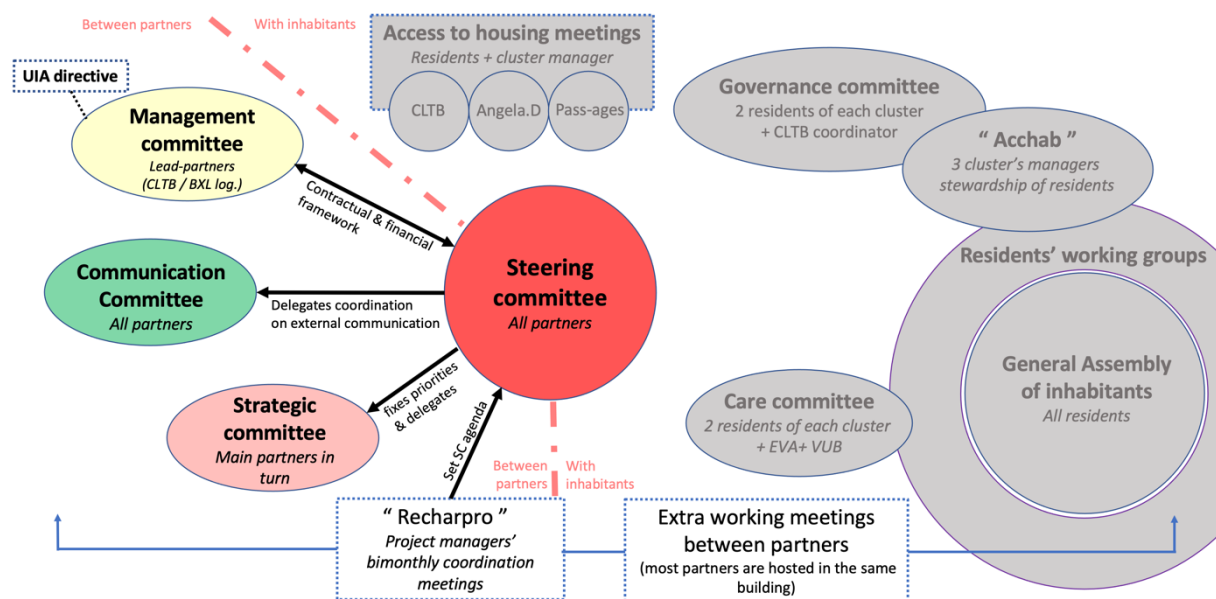 Between partners
With inhabitants
UIA directive
Management
committee
Lead-partners
(CLTB / BXL log.)
Access to housing meetings
Residents + cluster manager
CLTB
Angela.D
Pass-ages
Governance committee
2 residents of each cluster
+ CLTB coordinator
“ Acchab ”
3 cluster’s managers
stewardship of residents
Contractual & financial
framework
Communication
Committee
All partners
Delegates coordination
on external communication
Steering
committee
All partners
Residents’ working groups
General Assembly
of inhabitants
All residents
Strategic
committee
Main partners in
turn
fixes priorities
& delegates
Set SC agenda
Care committee
2 residents of each cluster
+ EVA+ VUB
Between
partners
With
inhabitants
“ Recharpro ”
Project managers’
bimonthly coordination
meetings
Extra working meetings
between partners
(most partners are hosted in the same
building)